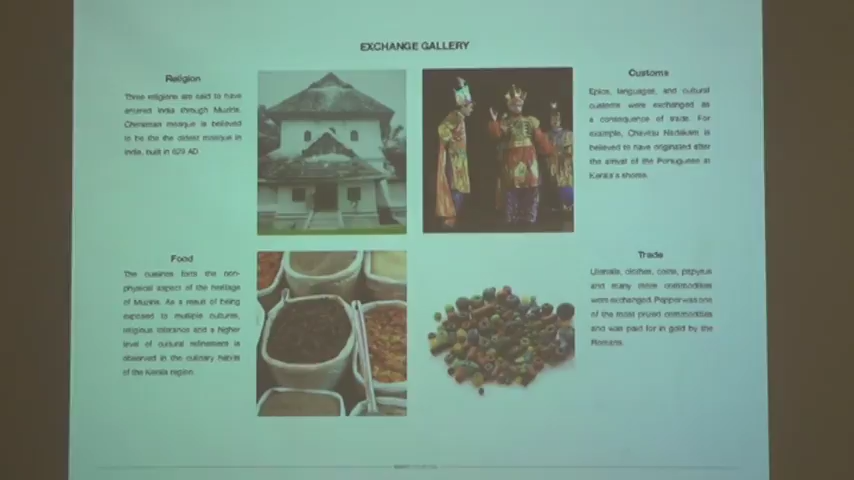 EXCHANGE GALLERY
Religion
Three religions are said to have
entered India through Muziris.
Cheraman mosque is believed
to be the the oldest mosque in
India, built in 629 AD.
Customs
Epics, languages, and cultural
customs were exchanged as
a consequence of trade. For
example, Chavittu Nadakam is
believed to have originated after
the arrival of the Portuguese in
Kerala's shores.
Food
The cuisines form the non-
physical aspect of the heritage
of Muziris. As a result of being
exposed to multiple cultures,
religious tolerance and a higher
level of cultural refinement is
observed in the culinary habits
of the Kerala region.
Trade
Utensils, clothes, coins, papyrus
and many more commodities
were exchanged. Pepper was one
of the most prized commodities
and was paid for in gold by the
Romans.